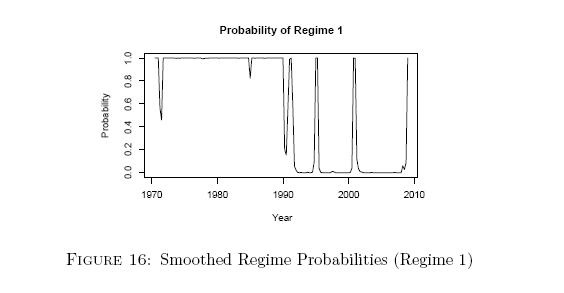 Probability of Regime 1
Probability
1.0
0.8
0.6
0.4
0.2
0.0
1970 1980 1990 2000 2010
Year
FIGURE 16: Smoothed Regime Probabilities (Regime 1)